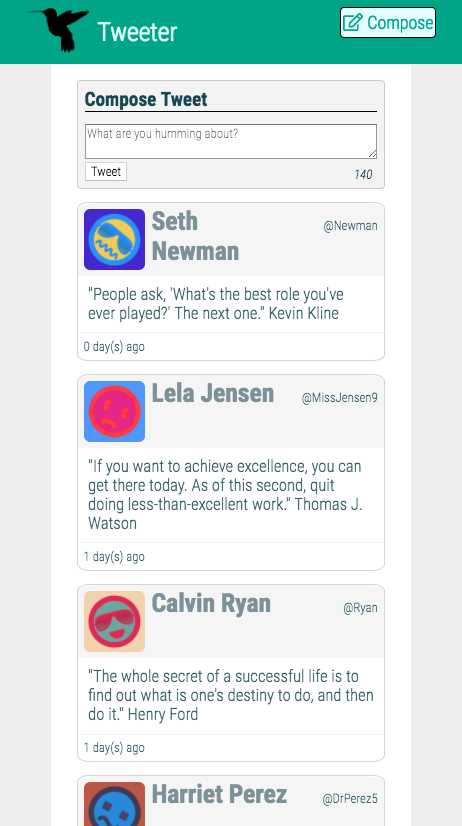 Tweeter
Compose
Compose Tweet
What are you humming about?
Tweet
140
Seth
Newman
@Newman
"People ask, 'What's the best role you've
ever played?' The next one." Kevin Kline
0 day(s) ago
Lela Jensen
@MissJensen9
"If you want to achieve excellence, you can
get there today. As of this second, quit
doing less-than-excellent work." Thomas J.
Watson
1 day(s) ago
Calvin Ryan
@Ryan
"The whole secret of a successful life is to
find out what is one's destiny to do, and then
do it." Henry Ford
1 day(s) ago
Harriet Perez
@DrPerez5